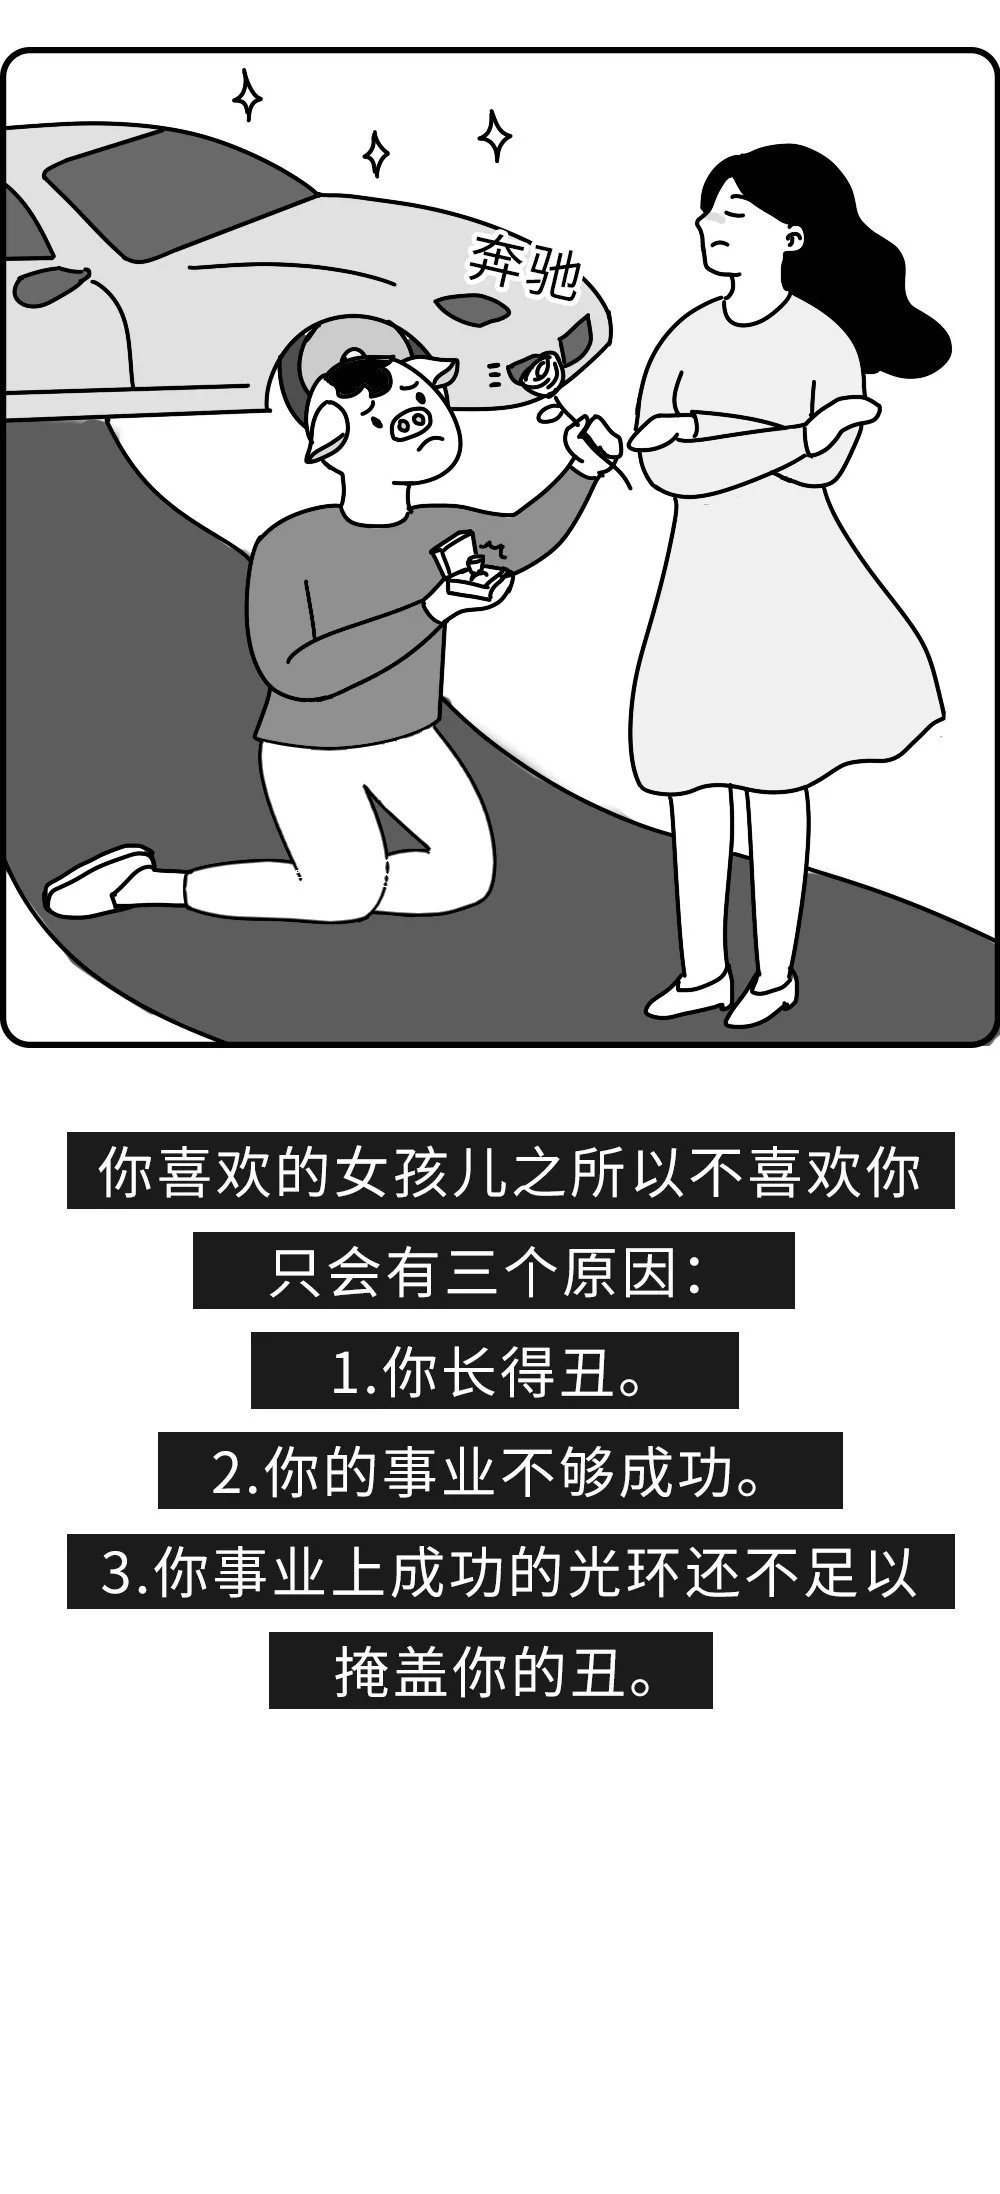 奔驰
你喜欢的女孩儿之所以不喜欢你
只会有三个原因：
1.你长得丑。
2.你的事业不够成功。
3.你事业上成功的光环还不足以
掩盖你的丑。